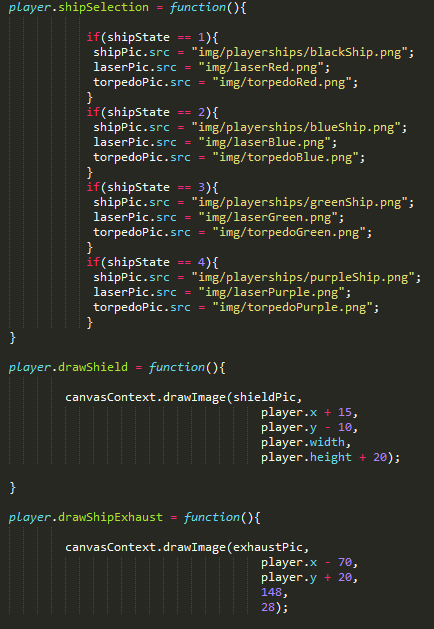 player.shipSelection = function(){
if(shipState == 1){
shipPic.src = "img/playerships/blackShip.png";
laserPic.src = "img/laserRed.png";
torpedoPic.src = "img/torpedoRed.png";
}
if(shipState == 2){
shipPic.src = "img/playerships/blueShip.png";
laserPic.src = "img/laserBlue.png";
torpedoPic.src = "img/torpedoBlue.png";
}
if(shipState == 3){
shipPic.src = "img/playerships/greenShip.png";
laserPic.src = "img/laserGreen.png";
torpedoPic.src = "img/torpedoGreen.png";
}
if(shipState == 4){
shipPic.src = "img/playerships/purpleShip.png";
laserPic.src = "img/laserPurple.png";
torpedoPic.src = "img/torpedoPurple.png";
}
}
player.drawShield = function(){
canvasContext.drawImage(shieldPic,
player.x + 15,
player.y - 10,
player.width,
player.height + 20);
}
player.drawShipExhaust = function(){
canvasContext.drawImage(exhaustPic,
player.x - 70,
player.y + 20,
148,
28);